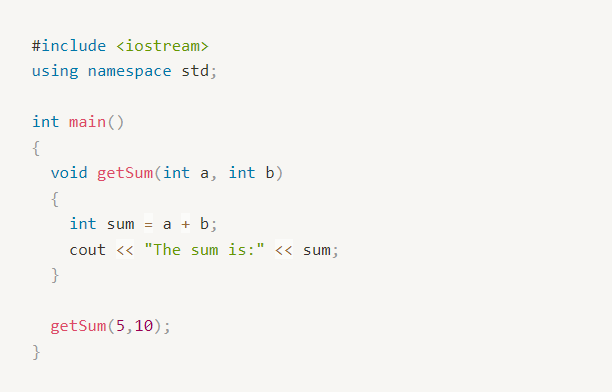 #include <iostream>
using namespace std;
int main()
{
void getSum(int a, int b)
{
int sum = a + b;
cout << "The sum is:" << sum;
}
getSum(5,10);
}